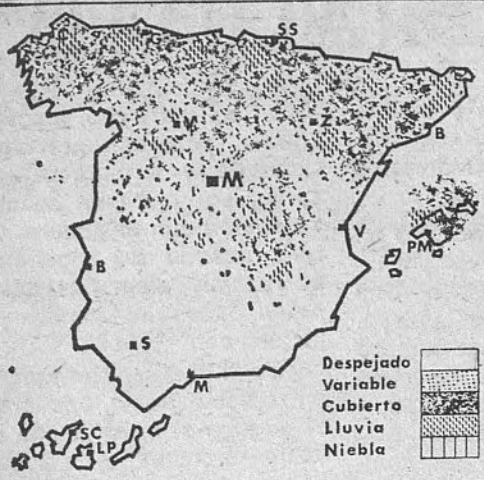 C
SS
V
Z
B
M
V
PM
B
S
M
SC
LP
Despejado
Variable
Cubierto
Lluvia
Niebla